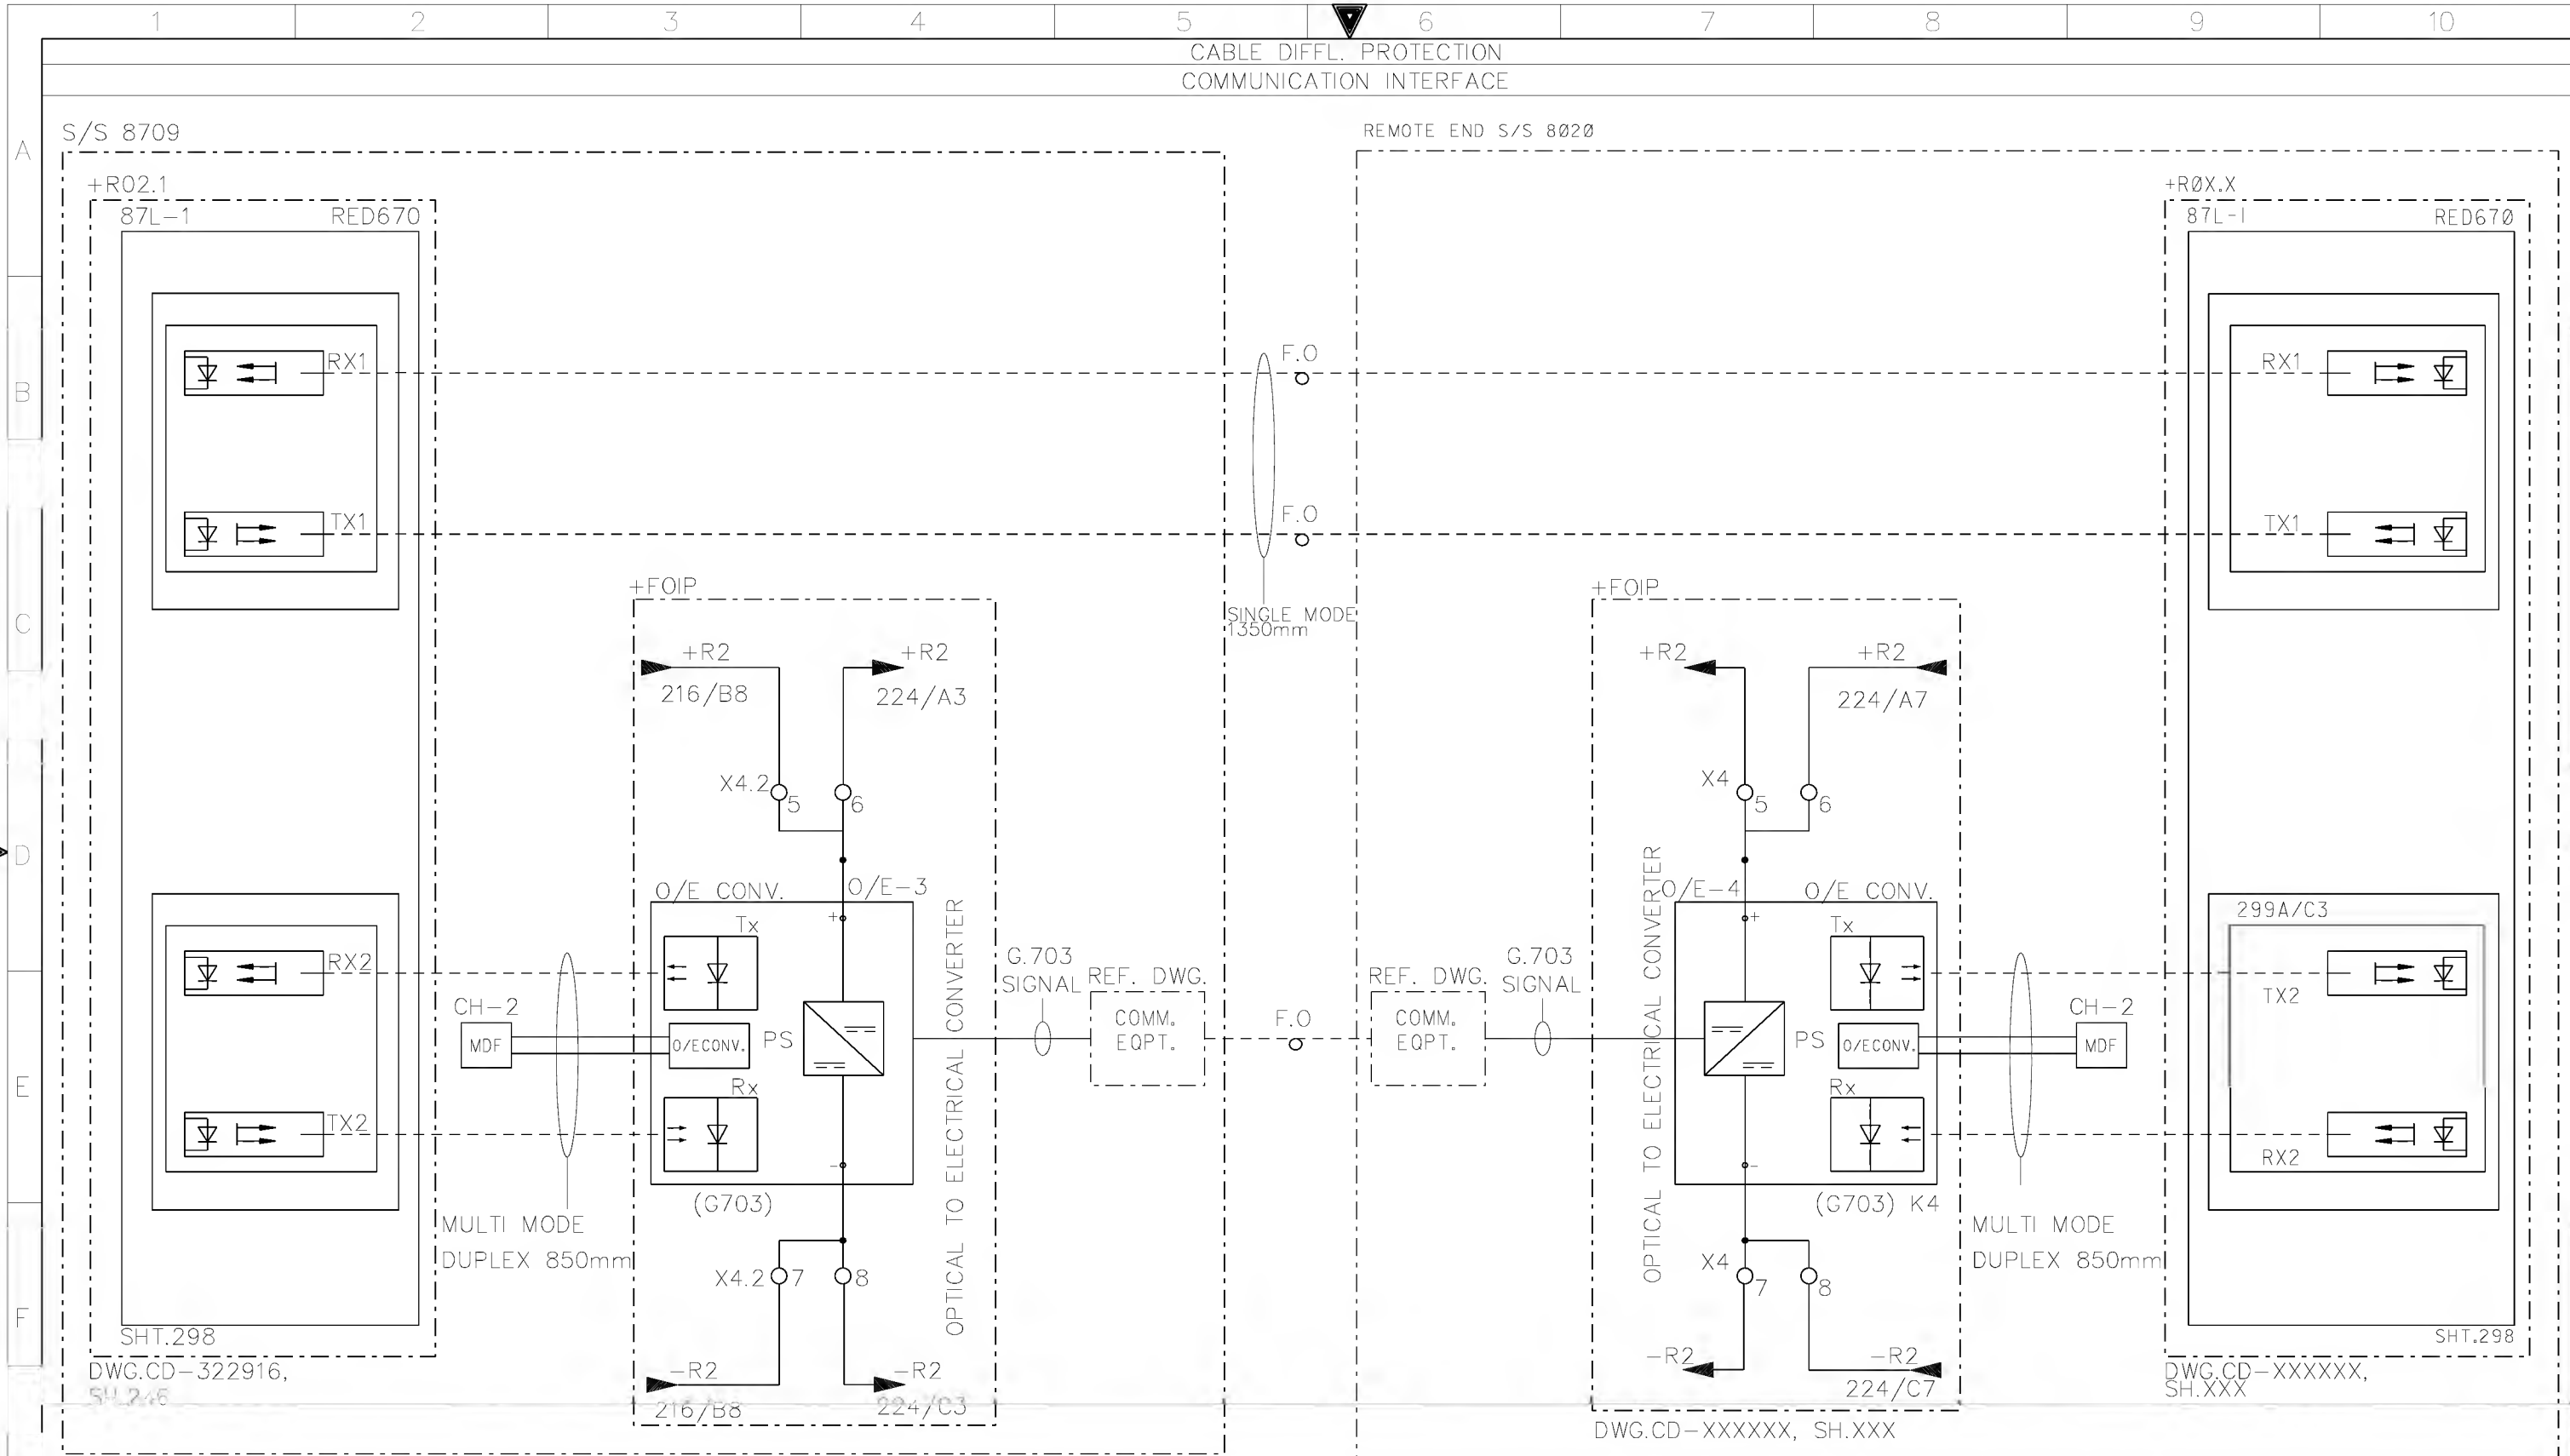 1 2 3 4 5 6 7 8 9 10
CABLE DIFFL. PROTECTION
COMMUNICATION INTERFACE
A
B
C
D
E
F
S/S 8709
+R02.1
87L-1 RED670
RX1
TX1
RX2
TX2
SHT.298
DWG.CD-322916,
CH-2
MDF
MULTI MODE
DUPLEX 850mm
+FOIP
+R2
216/B8
+R2
224/A3
X4.2 5 6
O/E CONV. O/E-3
Tx
+
O/ECONV. PS
Rx
-
(G703)
OPTICAL TO ELECTRICAL CONVERTER
X4.2 7 8
-R2
216/B8
-R2
224/C3
G.703
SIGNAL
REF. DWG.
COMM.
EQPT.
F.O
F.O
SINGLE MODE
1350mm
F.O
REMOTE END S/S 8020
REF. DWG.
COMM.
EQPT.
G.703
SIGNAL
+FOIP
+R2
+R2
224/A7
X4 5 6
OPTICAL TO ELECTRICAL CONVERTER
O/E-4 O/E CONV.
+
Tx
PS O/ECONV.
Rx
-
(G703) K4
X4 7 8
-R2
-R2
224/C7
DWG.CD-XXXXXX, SH.XXX
CH-2
MDF
MULTI MODE
DUPLEX 850mm
+RØX.X
87L-I RED67Ø
RX1
TX1
299A/C3
TX2
RX2
SHT.298
DWG.CD-XXXXXX,
SH.XXX